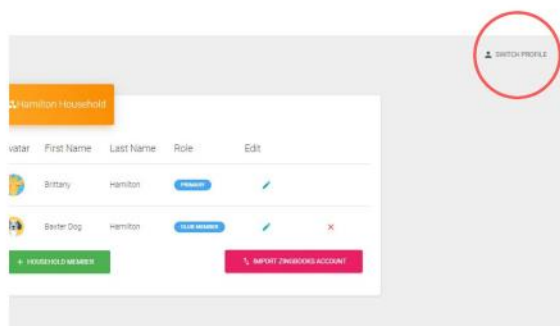 SWITCH PROFILE
Hamilton Household
vatar First Name Last Name Role Edit
Brittany Hamilton PRIMARY
Baxter Dog Hamilton CLUB MEMBER
+ HOUSEHOLD MEMBER IMPORT ZINGBOOKS ACCOUNT